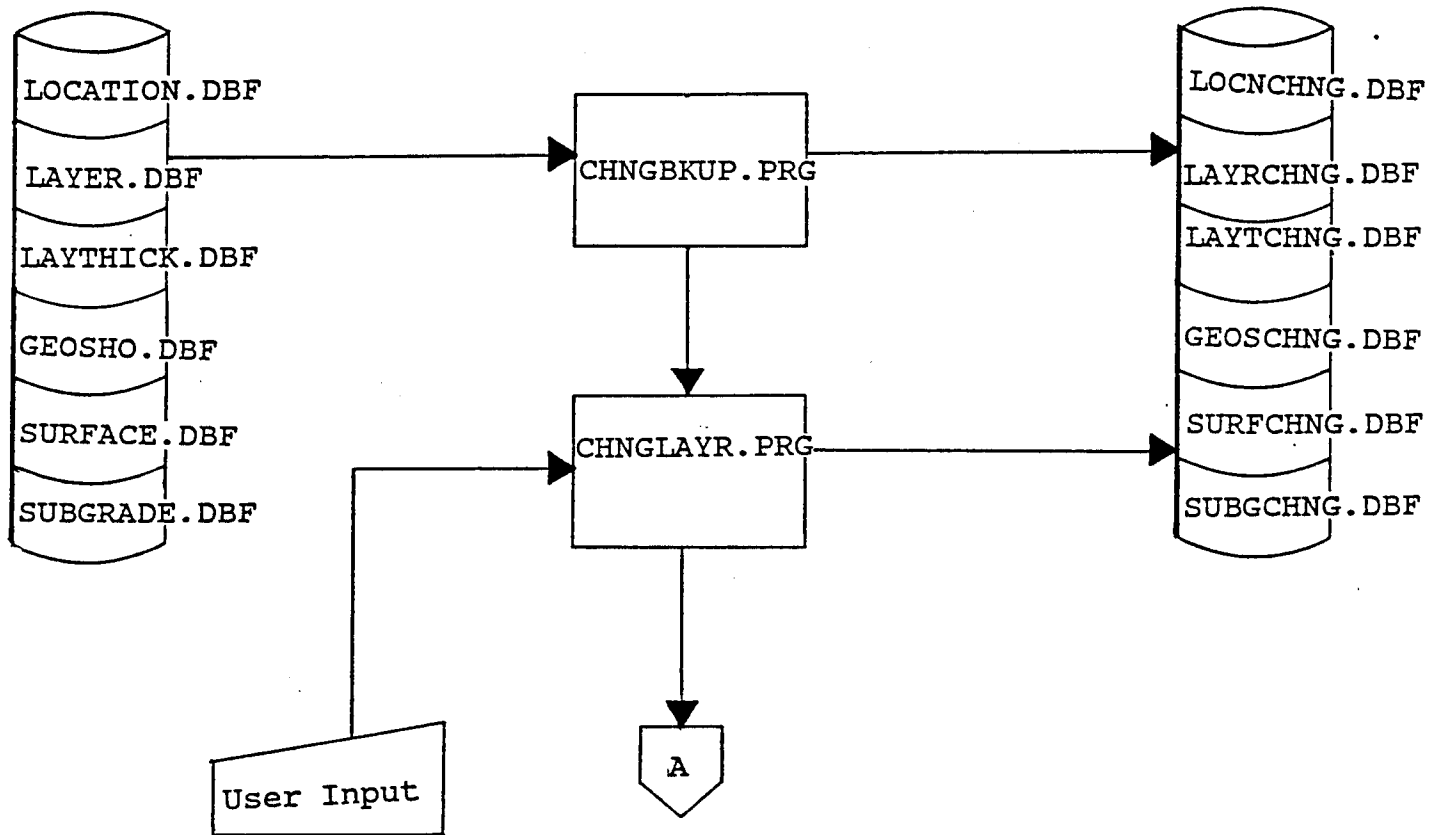 LOCATION.DBF
LAYER.DBF
LAYTHICK.DBF
GEOSHO.DBF
SURFACE.DBF
SUBGRADE.DBF
CHNGBKUP.PRG
CHNGLAYR.PRG
User Input
A
LOCNCHNG.DBF
LAYRCHNG.DBF
LAYTCHNG.DBF
GEOSCHNG.DBF
SURFCHNG.DBF
SUBGCHNG.DBF